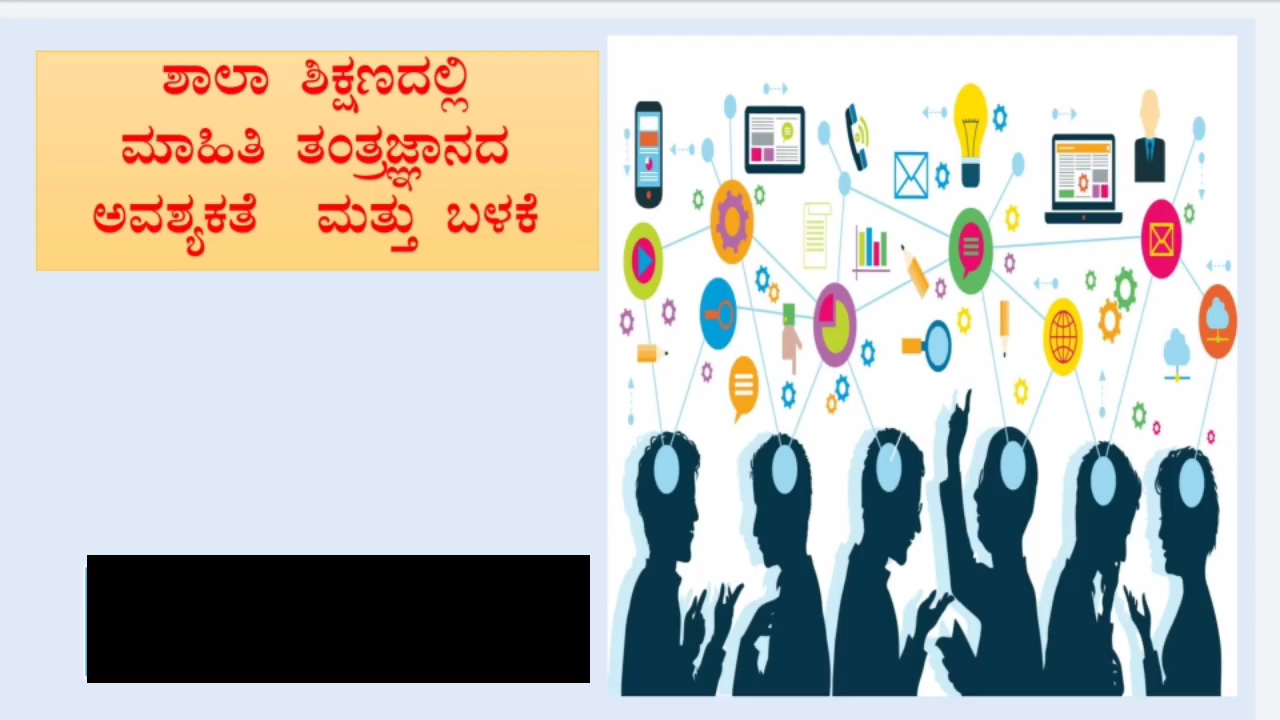 ಶಾಲಾ ಶಿಕ್ಷಣದಲ್ಲಿ
ಮಾಹಿತಿ ತಂತ್ರಜ್ಞಾನದ
ಅವಶ್ಯಕತೆ ಮತ್ತು ಬಳಕೆ